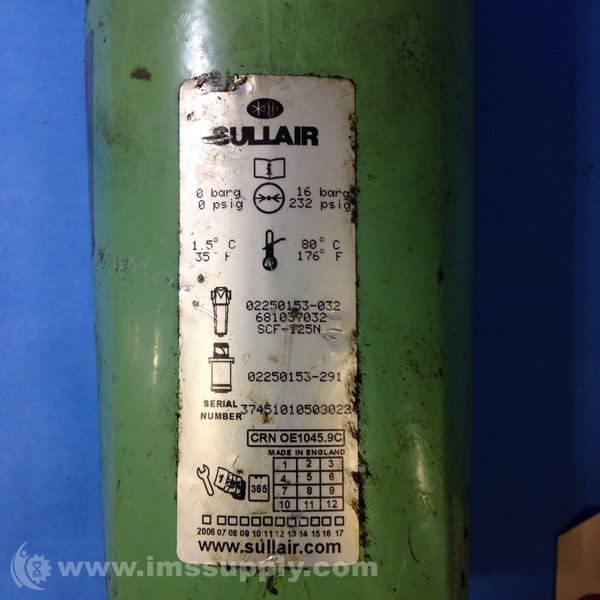 SULLAIR
0 barg 16 barg
0 psig 232 psig
1.5° C 80° C
35° F 176° F
02250153-032
681037032
SCF-125N
02250153-291
SERIAL
NUMBER 37451010503022
CRN OE1045.9C
MADE IN ENGLAND
1 2 3
4 5 6
7 8 9
10 11 12
1 365
2006 07 08 09 10 11 12 13 14 15 16 17
www.sullair.com
www.imssupply.com